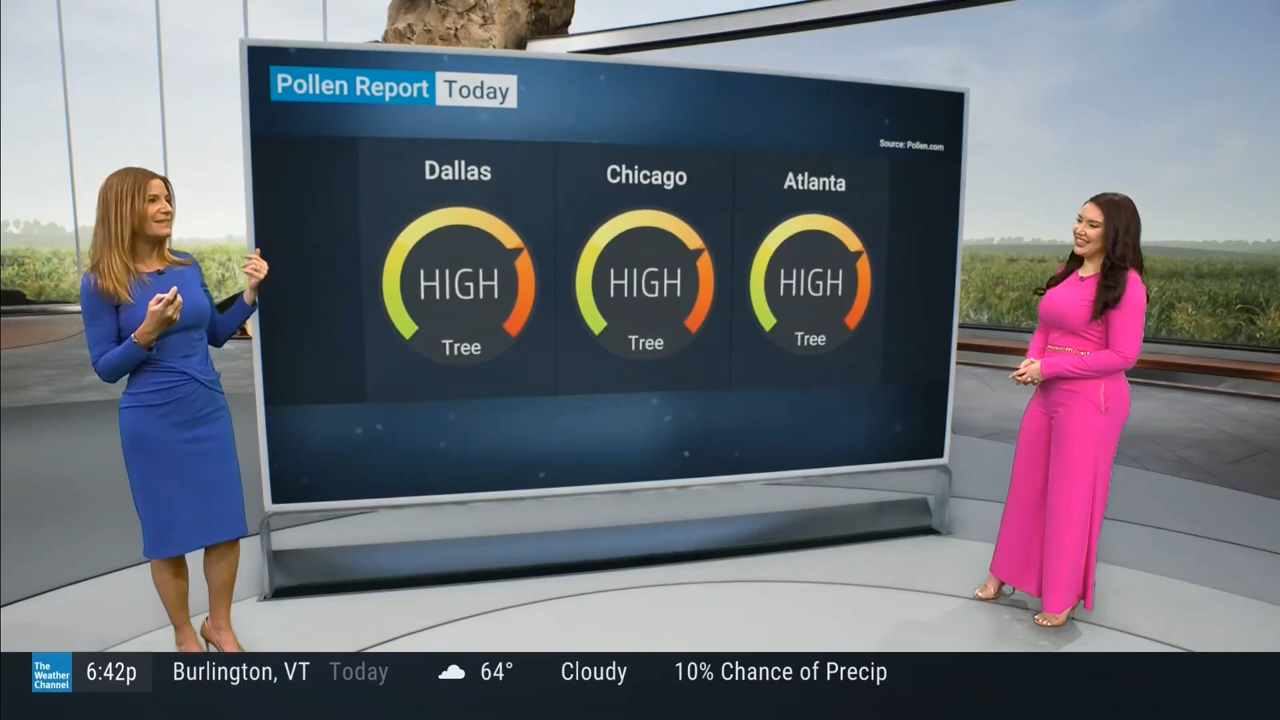 Pollen Report Today
Source: Pollen.com
Dallas
Chicago
Atlanta
HIGH
HIGH
HIGH
Tree
Tree
Tree
The
Weather
Channel
6:42p
Burlington, VT Today 64° Cloudy 10% Chance of Precip